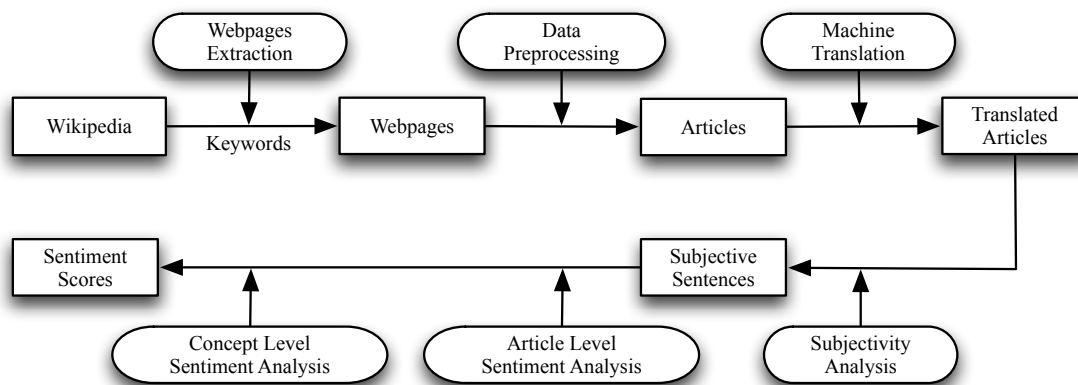 Webpages
Extraction
Data
Preprocessing
Machine
Translation
Wikipedia
Keywords
Webpages
Articles
Translated
Articles
Sentiment
Scores
Subjective
Sentences
Concept Level
Sentiment Analysis
Article Level
Sentiment Analysis
Subjectivity
Analysis